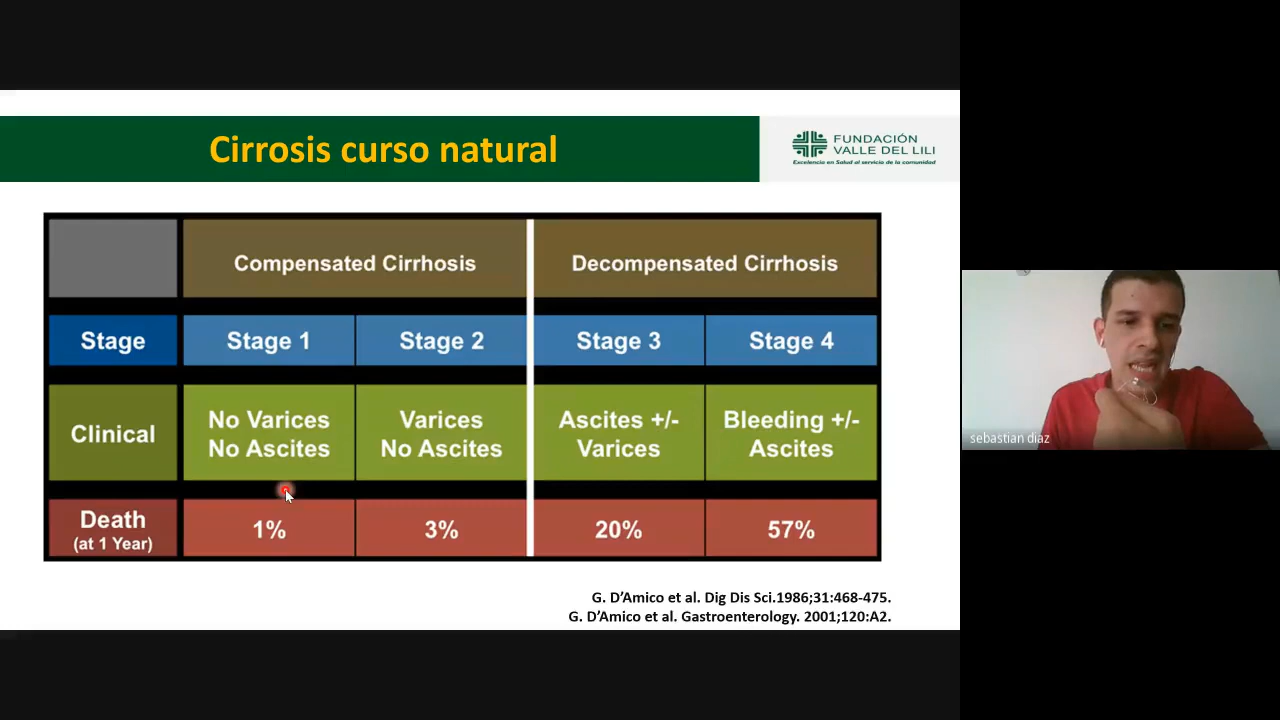 Cirrosis curso natural
FUNDACIÓN
VALLE DEL LILI
Excelencia en Salud al servicio de la comunidad
Compensated Cirrhosis
Decompensated Cirrhosis
Stage
Stage 1
Stage 2
Stage 3
Stage 4
Clinical
No Varices
No Ascites
Varices
No Ascites
Ascites +/-
Varices
Bleeding +/-
Ascites
Death
(at 1 Year)
1%
3%
20%
57%
G. D’Amico et al. Dig Dis Sci.1986;31:468-475.
G. D’Amico et al. Gastroenterology. 2001;120:A2.
sebastian diaz